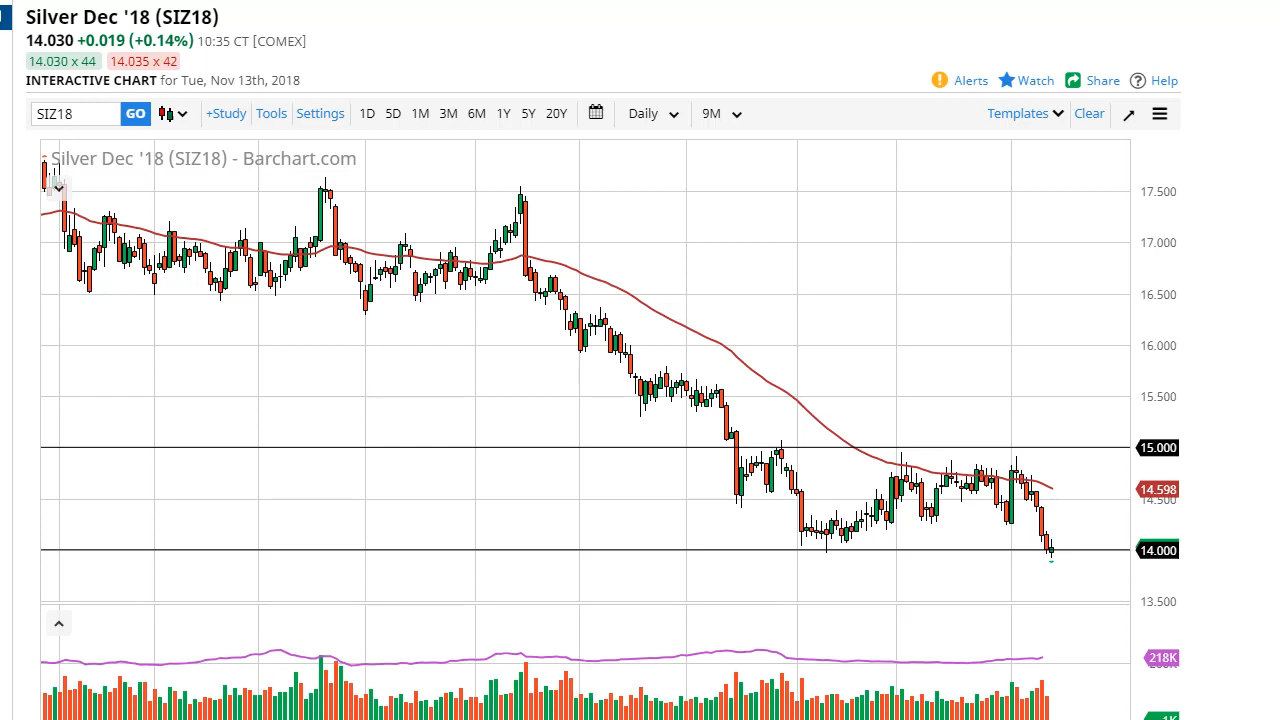 Silver Dec '18 (SIZ18)
14.030 +0.019 (+0.14%) 10:35 CT [COMEX]
14.030 x 44 14.035 x 42
INTERACTIVE CHART for Tue, Nov 13th, 2018
Alerts Watch Share Help
SIZ18 GO +Study Tools Settings 1D 5D 1M 3M 6M 1Y 5Y 20Y Daily 9M Templates Clear
Silver Dec '18 (SIZ18) - Barchart.com
17.500
17.000
16.500
16.000
15.500
15.000
14.598
14.500
14.000
13.500
218K